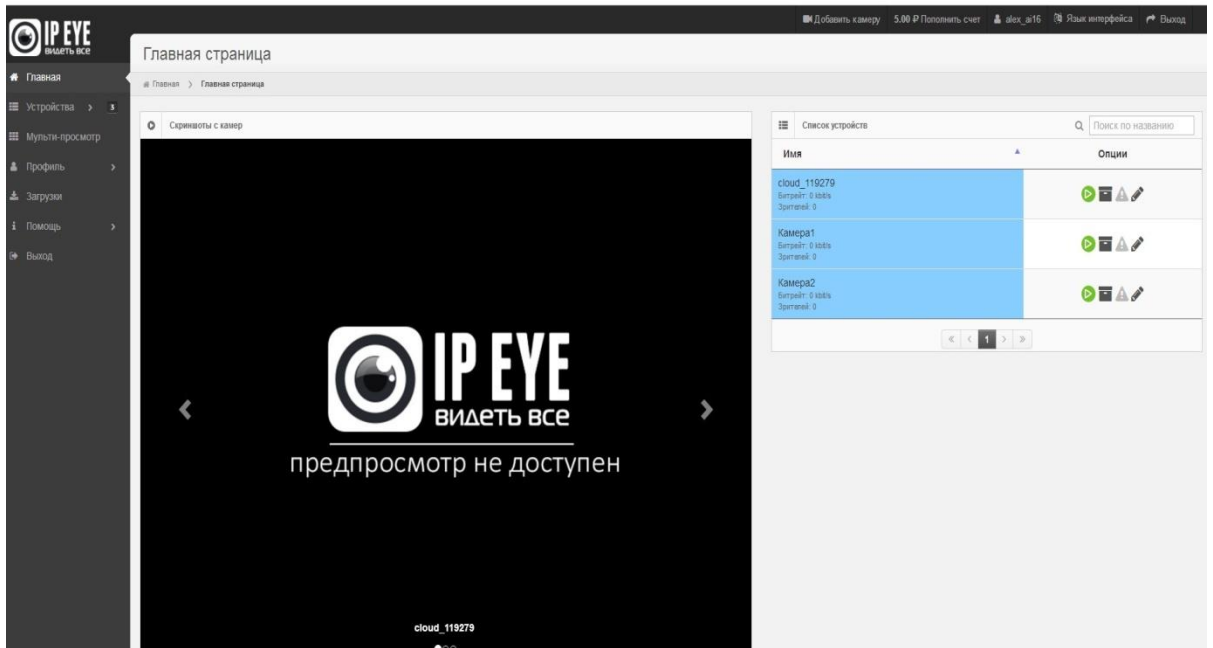 IP EYE
видеть все
Добавить камеру 5.00 ₽ Пополнить счет alex_ai16 Язык интерфейса Выход
Главная страница
Главная > Главная страница
Главная
Устройства > 3
Мульти-просмотр
Профиль >
Загрузки
Помощь >
Выход
Скриншоты с камер
IP EYE
видеть все
предпросмотр не доступен
cloud_119279
Список устройств Поиск по названию
Имя Опции
cloud_119279
Битрейт: 0 kbit/s
Зрителей: 0
Камера1
Битрейт: 0 kbit/s
Зрителей: 0
Камера2
Битрейт: 0 kbit/s
Зрителей: 0
« < 1 > »